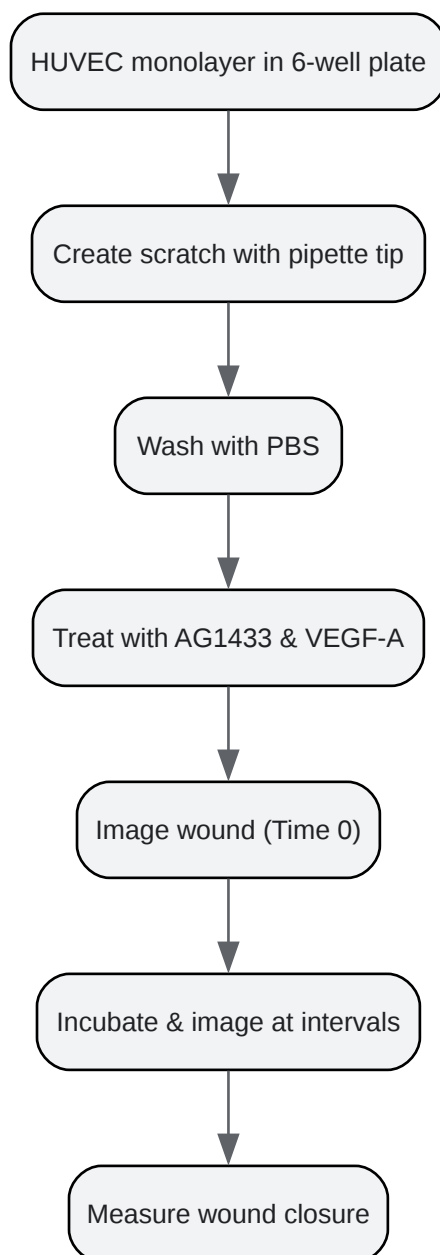 HUVEC monolayer in 6-well plate
Create scratch with pipette tip
Wash with PBS
Treat with AG1433 & VEGF-A
Image wound (Time 0)
Incubate & image at intervals
Measure wound closure